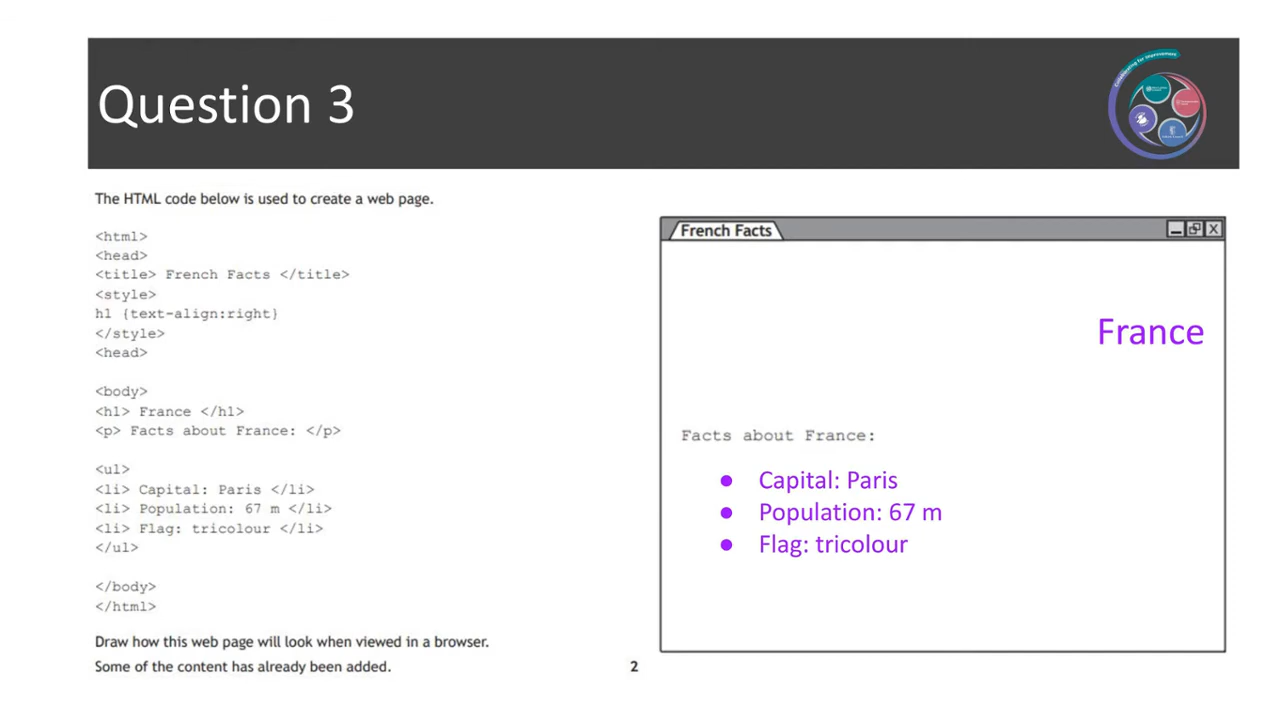 Question 3
Collaborating for Improvement
The HTML code below is used to create a web page.
<html>
<head>
<title> French Facts </title>
<style>
h1 {text-align:right}
</style>
<head>
<body>
<h1> France </h1>
<p> Facts about France: </p>
<ul>
<li> Capital: Paris </li>
<li> Population: 67 m </li>
<li> Flag: tricolour </li>
</ul>
</body>
</html>
Draw how this web page will look when viewed in a browser.
Some of the content has already been added.
2
French Facts
X
France
Facts about France:
● Capital: Paris
● Population: 67 m
● Flag: tricolour